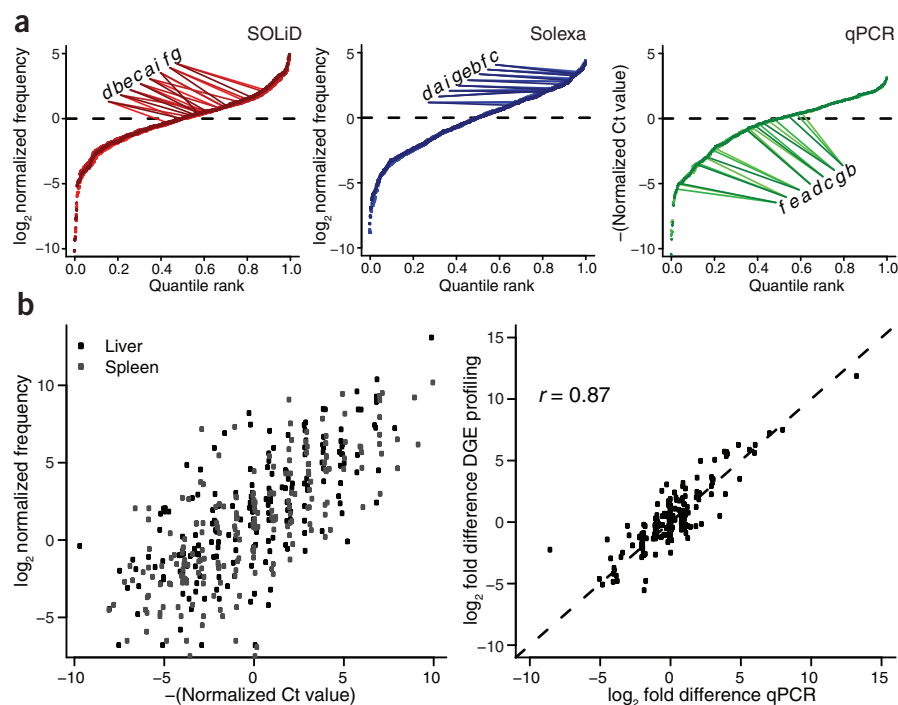 a
SOLiD
log2 normalized frequency
5
0
−5
−10
dbecaifg
0.0 0.2 0.4 0.6 0.8 1.0
Quantile rank
Solexa
log2 normalized frequency
5
0
−5
−10
daigebfc
0.0 0.2 0.4 0.6 0.8 1.0
Quantile rank
qPCR
−(Normalized Ct value)
5
0
−5
−10
feadcgb
0.0 0.2 0.4 0.6 0.8 1.0
Quantile rank
b
Liver
Spleen
log2 normalized frequency
10
5
0
−5
−10 −5 0 5 10
−(Normalized Ct value)
r = 0.87
log2 fold difference DGE profiling
15
10
5
0
−5
−10
−10 −5 0 5 10 15
log2 fold difference qPCR